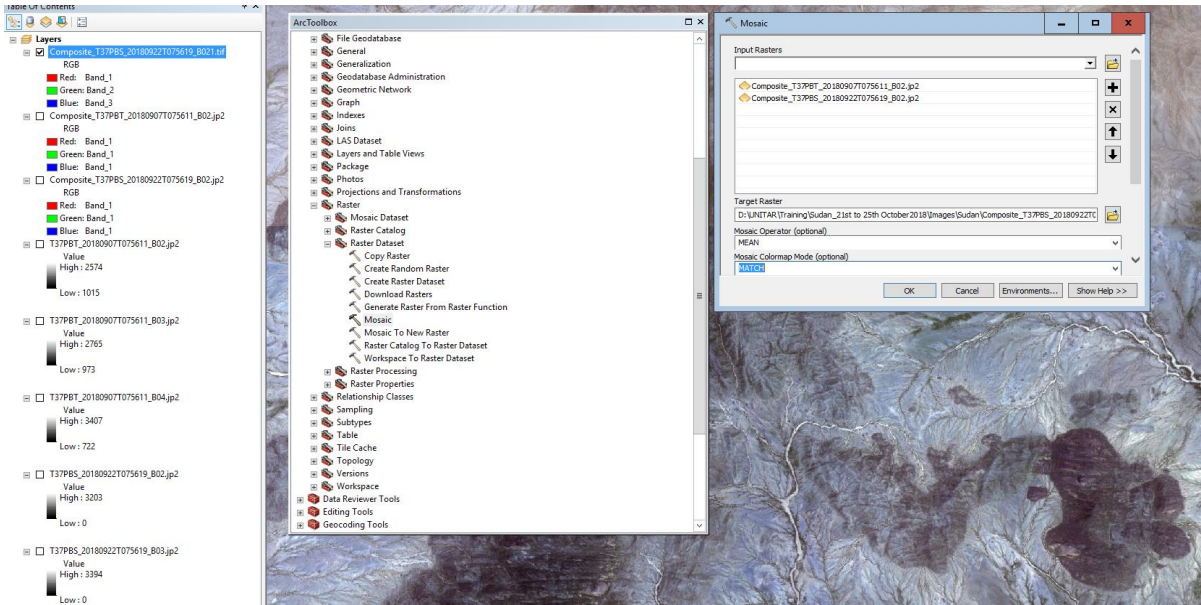 Table Of Contents
Layers
Composite_T37PBS_20180922T075619_B021.tif
RGB
Red: Band_1
Green: Band_2
Blue: Band_3
Composite_T37PBT_20180907T075611_B02.jp2
RGB
Red: Band_1
Green: Band_1
Blue: Band_1
Composite_T37PBS_20180922T075619_B02.jp2
RGB
Red: Band_1
Green: Band_1
Blue: Band_1
T37PBT_20180907T075611_B02.jp2
Value
High : 2574
Low : 1015
T37PBT_20180907T075611_B03.jp2
Value
High : 2765
Low : 973
T37PBT_20180907T075611_B04.jp2
Value
High : 3407
Low : 722
T37PBS_20180922T075619_B02.jp2
Value
High : 3203
Low : 0
T37PBS_20180922T075619_B03.jp2
Value
High : 3394
Low : 0
ArcToolbox
File Geodatabase
General
Generalization
Geodatabase Administration
Geometric Network
Graph
Indexes
Joins
LAS Dataset
Layers and Table Views
Package
Photos
Projections and Transformations
Raster
Mosaic Dataset
Raster Catalog
Raster Dataset
Copy Raster
Create Random Raster
Create Raster Dataset
Download Rasters
Generate Raster From Raster Function
Mosaic
Mosaic To New Raster
Raster Catalog To Raster Dataset
Workspace To Raster Dataset
Raster Processing
Raster Properties
Relationship Classes
Sampling
Subtypes
Table
Tile Cache
Topology
Versions
Workspace
Data Reviewer Tools
Editing Tools
Geocoding Tools
Mosaic
Input Rasters
Composite_T37PBT_20180907T075611_B02.jp2
Composite_T37PBS_20180922T075619_B02.jp2
Target Raster
D:\UNITAR\Training\Sudan_21st to 25th October2018\Images\Sudan\Composite_T37PBS_20180922TC
Mosaic Operator (optional)
MEAN
Mosaic Colormap Mode (optional)
MATCH
OK Cancel Environments... Show Help >>